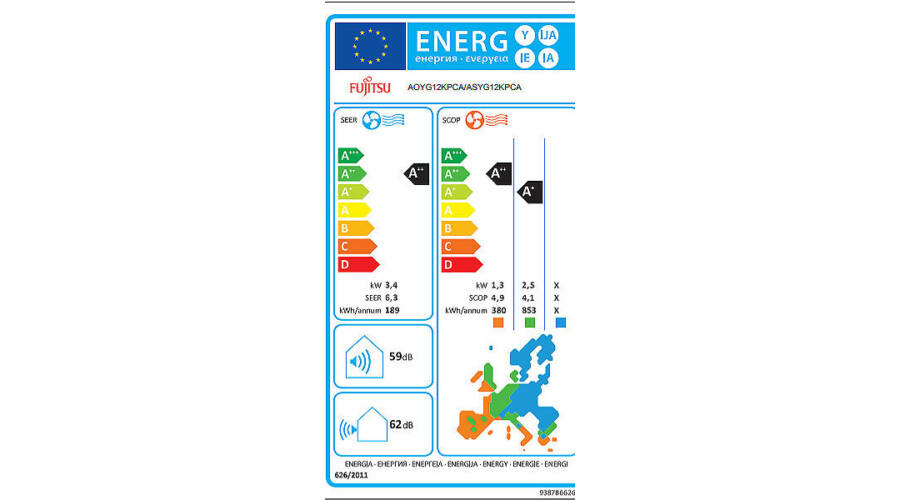 ENERG Y IJA
енергия · ενεργεια IE IA
FUJITSU AOYG12KPCA/ASYG12KPCA
SEER
A+++
A++ A++
A+
A
B
C
D
kW 3,4
SEER 6,3
kWh/annum 189
59dB
62dB
SCOP
A+++
A++ A++
A+ A+
A
B
C
D
kW 1,3 2,5 X
SCOP 4,9 4,1 X
kWh/annum 380 853 X
ENERGIA · ЕНЕРГИЯ · ΕΝΕΡΓΕΙΑ · ENERGIJA · ENERGY · ENERGIE · ENERGI
626/2011
938786626